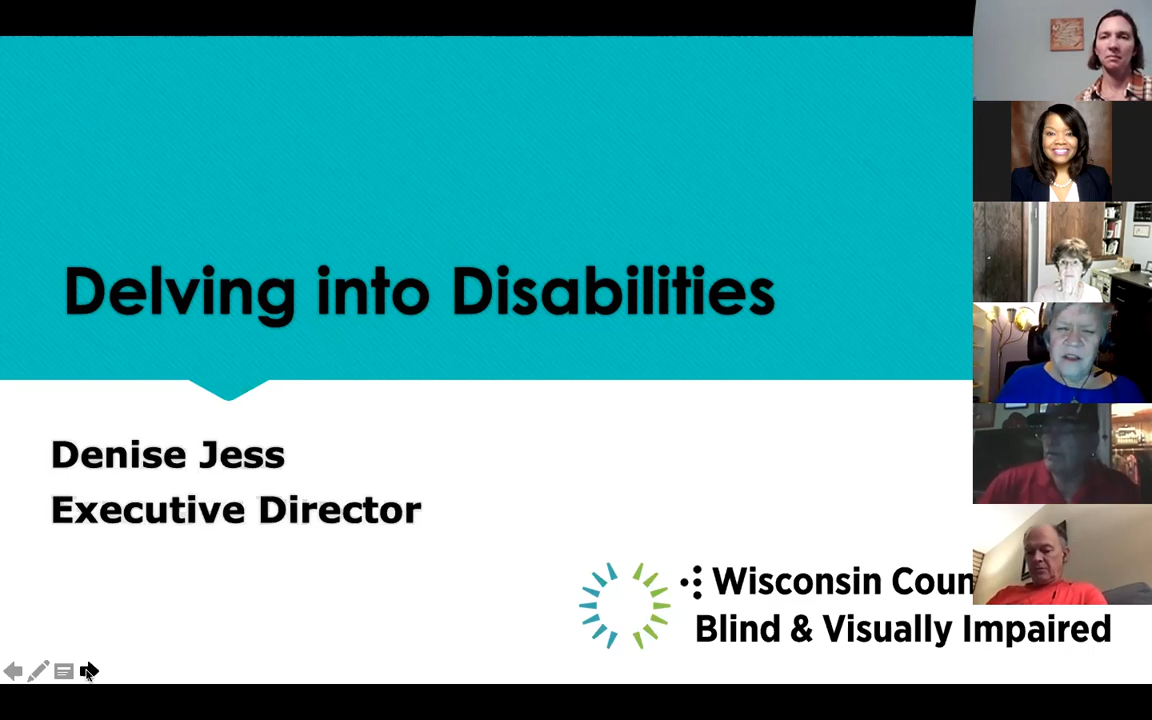 Delving into Disabilities
Denise Jess
Executive Director
Wisconsin Coun
Blind & Visually Impaired